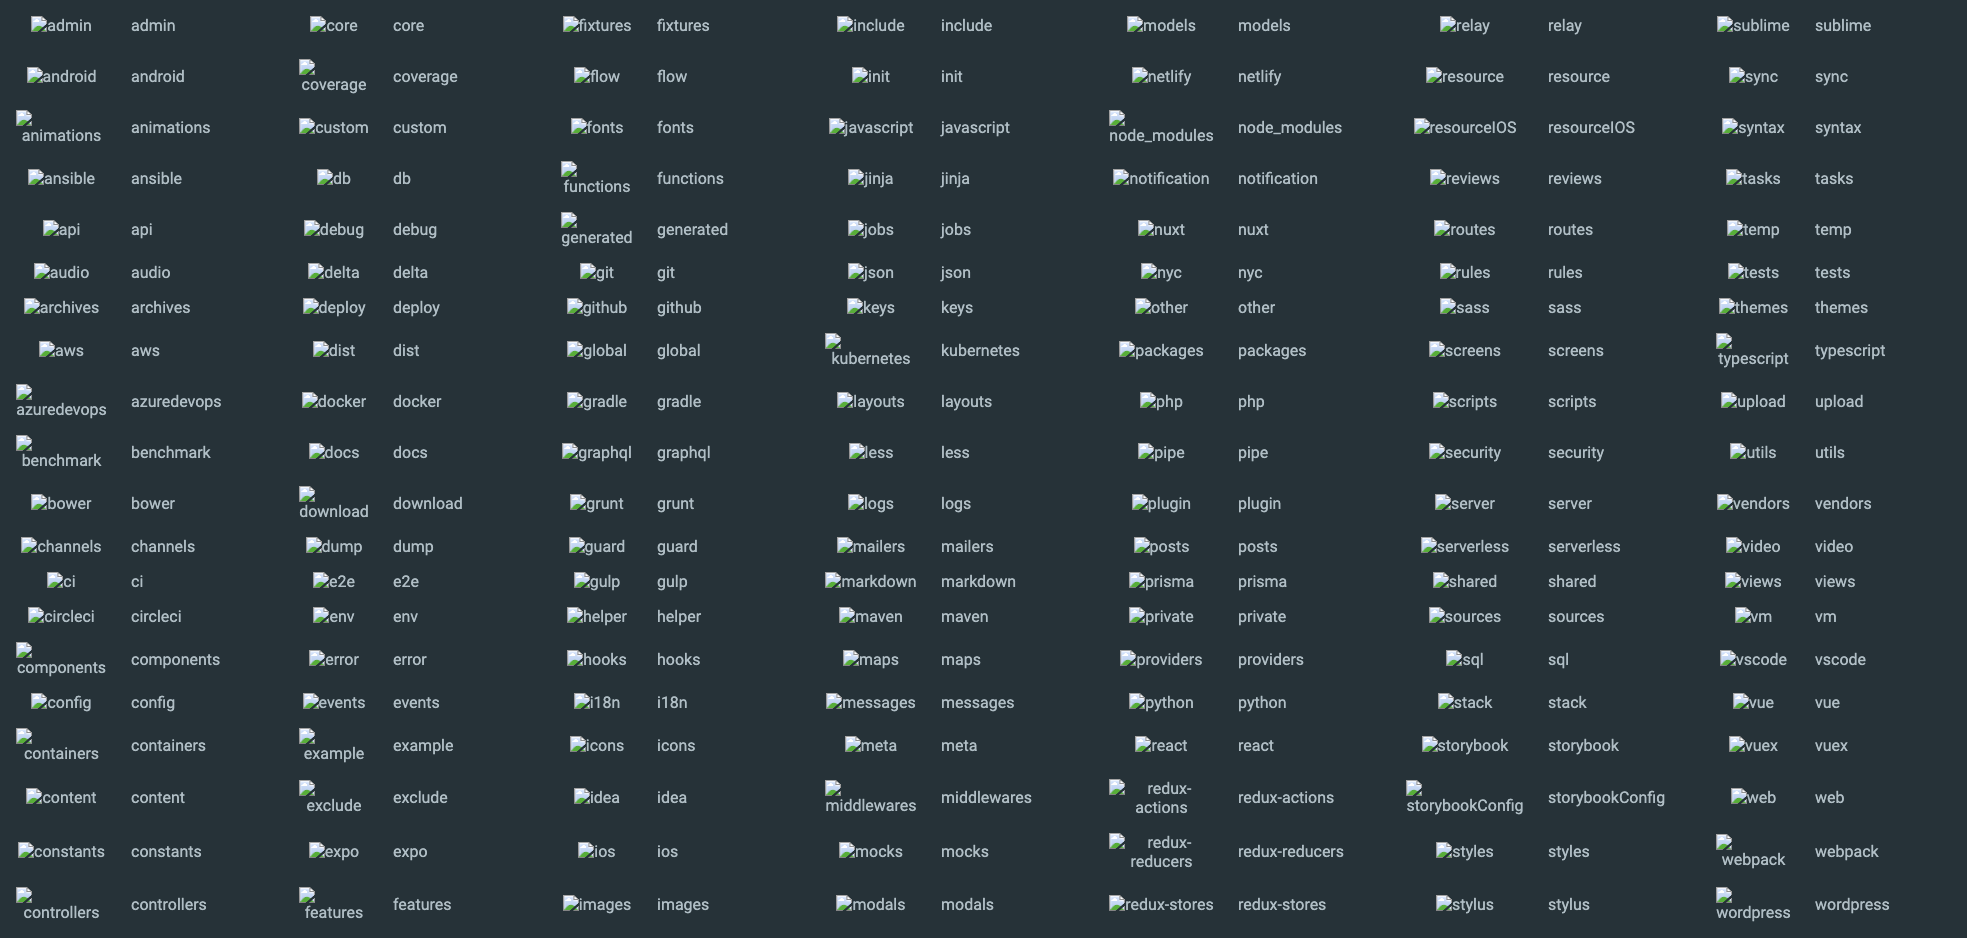 admin admin core core fixtures fixtures include include models models relay relay sublime sublime
android android coverage coverage flow flow init init netlify netlify resource resource sync sync
animations animations custom custom fonts fonts javascript javascript node_modules node_modules resourceIOS resourceIOS syntax syntax
ansible ansible db db functions functions jinja jinja notification notification reviews reviews tasks tasks
api api debug debug generated generated jobs jobs nuxt nuxt routes routes temp temp
audio audio delta delta git git json json nyc nyc rules rules tests tests
archives archives deploy deploy github github keys keys other other sass sass themes themes
aws aws dist dist global global kubernetes kubernetes packages packages screens screens typescript typescript
azuredevops azuredevops docker docker gradle gradle layouts layouts php php scripts scripts upload upload
benchmark benchmark docs docs graphql graphql less less pipe pipe security security utils utils
bower bower download download grunt grunt logs logs plugin plugin server server vendors vendors
channels channels dump dump guard guard mailers mailers posts posts serverless serverless video video
ci ci e2e e2e gulp gulp markdown markdown prisma prisma shared shared views views
circleci circleci env env helper helper maven maven private private sources sources vm vm
components components error error hooks hooks maps maps providers providers sql sql vscode vscode
config config events events i18n i18n messages messages python python stack stack vue vue
containers containers example example icons icons meta meta react react storybook storybook vuex vuex
content content exclude exclude idea idea middlewares middlewares redux-actions redux-actions storybookConfig storybookConfig web web
constants constants expo expo ios ios mocks mocks redux-reducers redux-reducers styles styles webpack webpack
controllers controllers features features images images modals modals redux-stores redux-stores stylus stylus wordpress wordpress